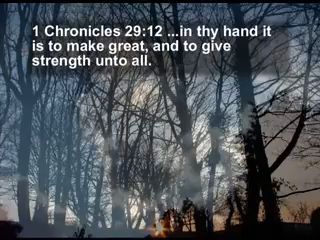 1 Chronicles 29:12 ...in thy hand it
is to make great, and to give
strength unto all.